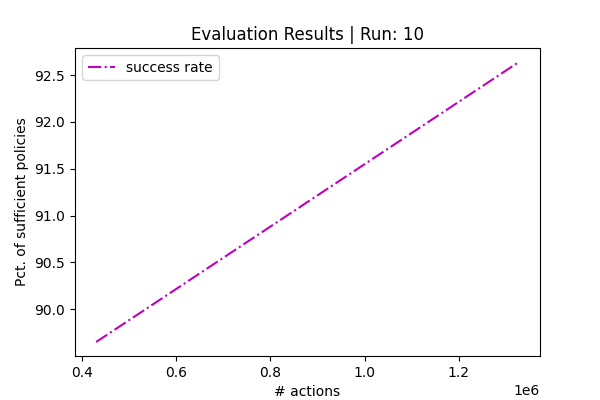 Evaluation Results | Run: 10
success rate
Pct. of sufficient policies
92.5
92.0
91.5
91.0
90.5
90.0
0.4 0.6 0.8 1.0 1.2
1e6
# actions